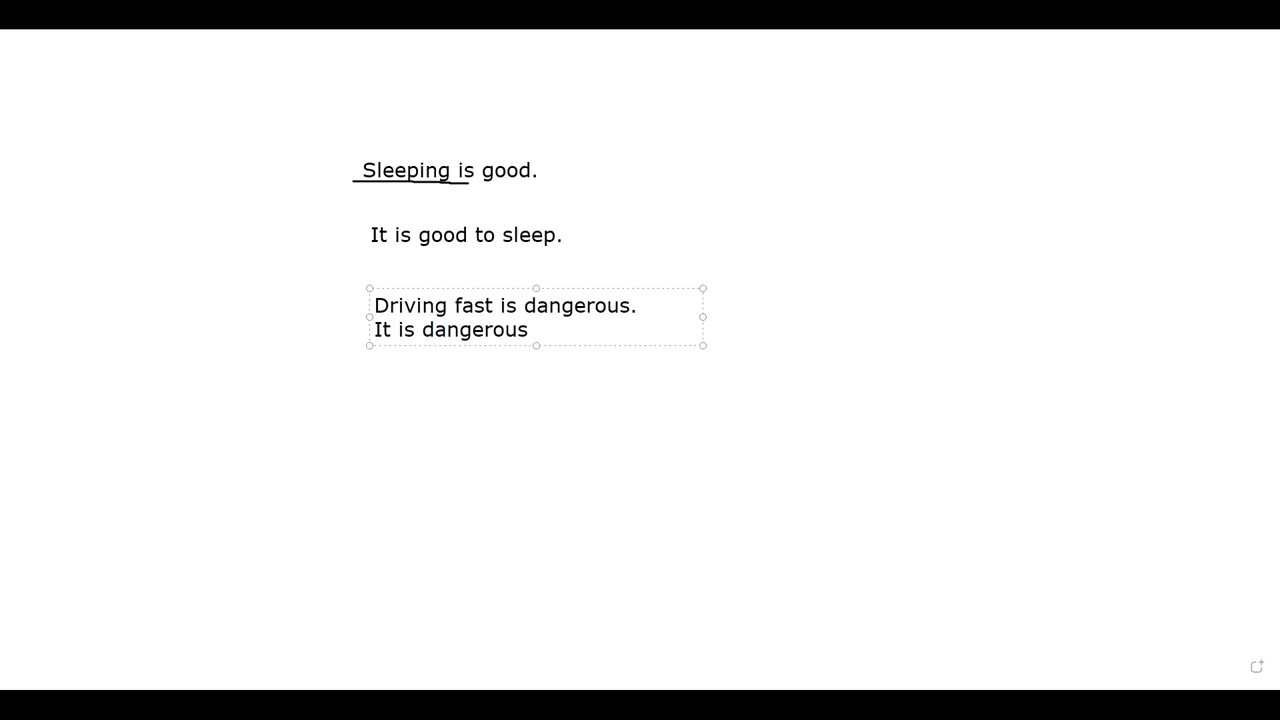 Sleeping is good.
It is good to sleep.
Driving fast is dangerous.
It is dangerous